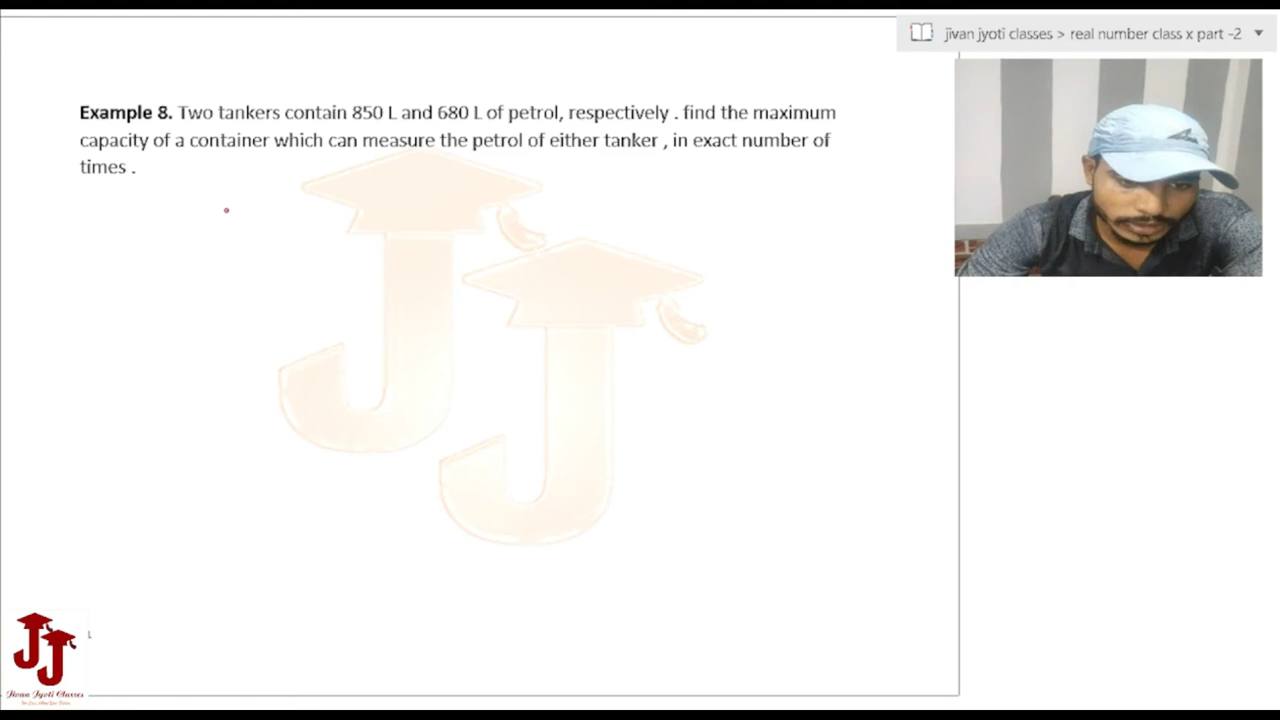 jivan jyoti classes > real number class x part -2
Example 8. Two tankers contain 850 L and 680 L of petrol, respectively . find the maximum
capacity of a container which can measure the petrol of either tanker , in exact number of
times .
JJ
JJ
Jivan Jyoti Classes